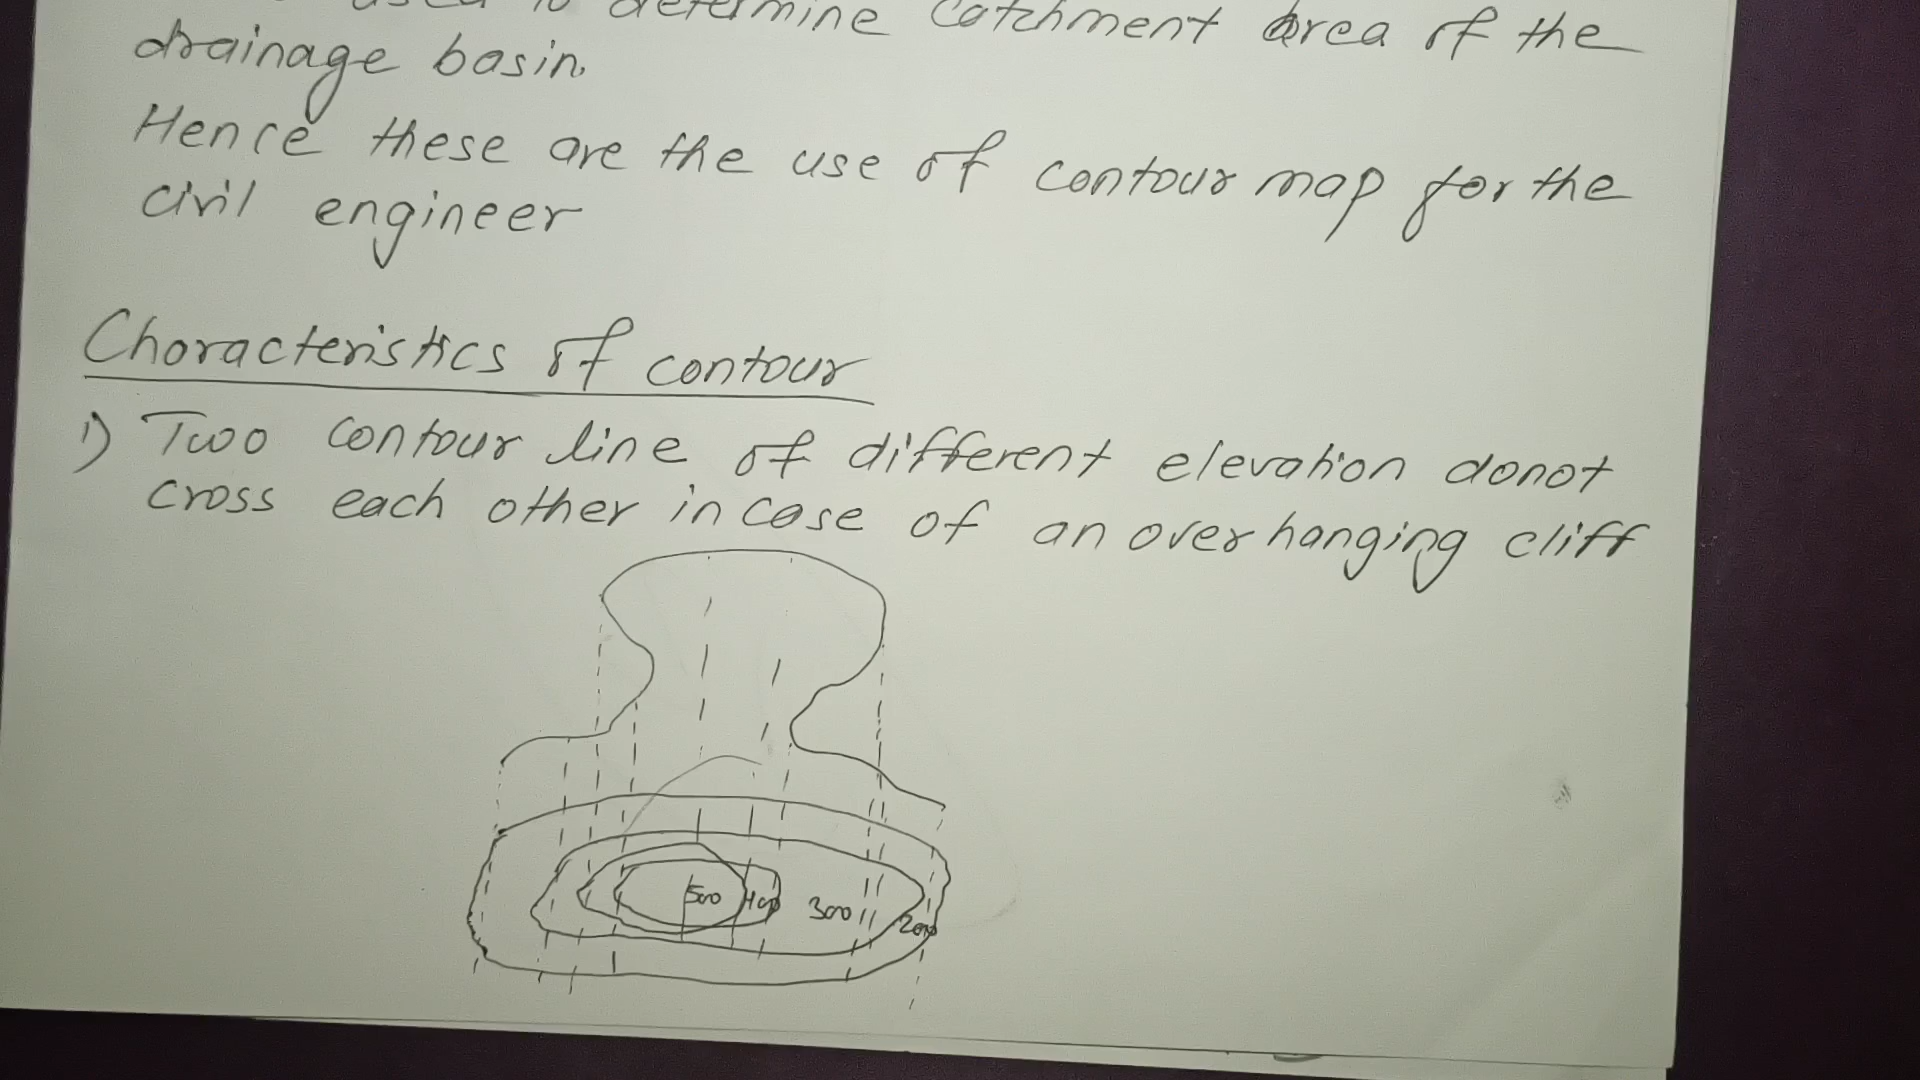 used to determine catchment area of the
drainage basin.
Hence these are the use of contour map for the
civil engineer
Characteristics of contour
1) Two contour line of different elevation donot
cross each other in case of an over hanging cliff
500 400 300 200